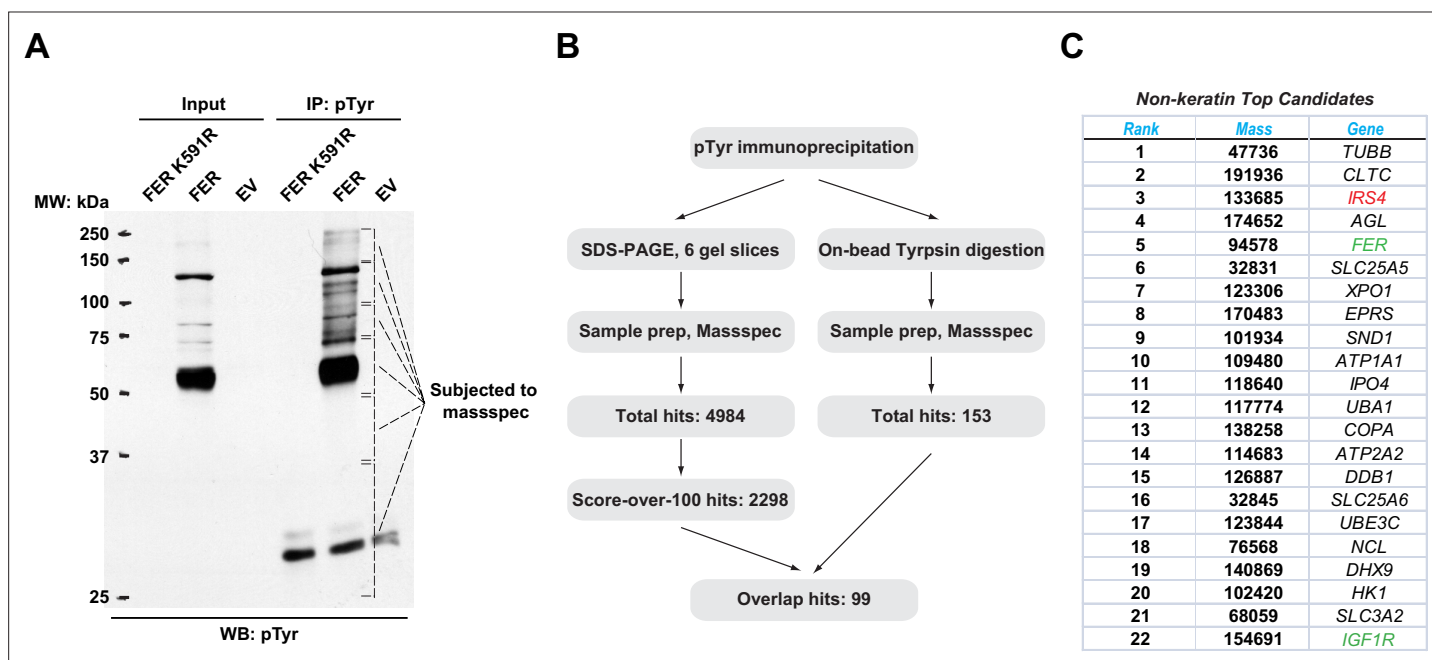 A
Input
IP: pTyr
FER K591R
FER
EV
FER K591R
FER
EV
MW: kDa
250
150
100
75
50
37
25
Subjected to
massspec
WB: pTyr
B
pTyr immunoprecipitation
SDS-PAGE, 6 gel slices
On-bead Tyrpsin digestion
Sample prep, Massspec
Sample prep, Massspec
Total hits: 4984
Total hits: 153
Score-over-100 hits: 2298
Overlap hits: 99
C
Non-keratin Top Candidates
Rank Mass Gene
1 47736 TUBB
2 191936 CLTC
3 133685 IRS4
4 174652 AGL
5 94578 FER
6 32831 SLC25A5
7 123306 XPO1
8 170483 EPRS
9 101934 SND1
10 109480 ATP1A1
11 118640 IPO4
12 117774 UBA1
13 138258 COPA
14 114683 ATP2A2
15 126887 DDB1
16 32845 SLC25A6
17 123844 UBE3C
18 76568 NCL
19 140869 DHX9
20 102420 HK1
21 68059 SLC3A2
22 154691 IGF1R